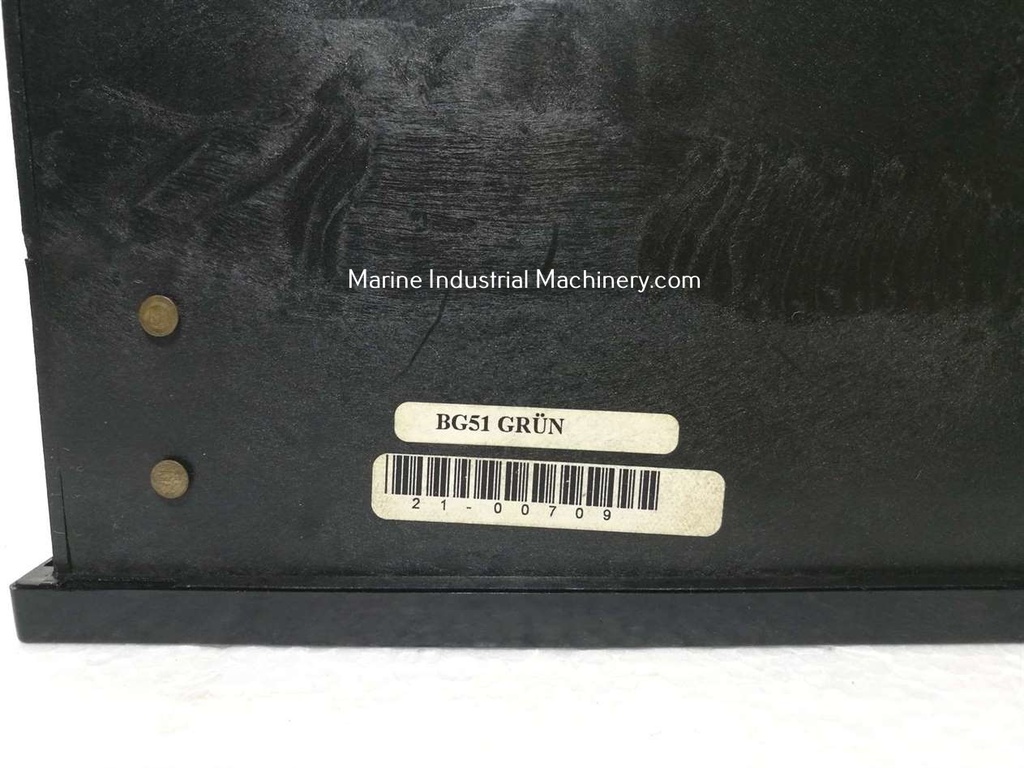 Marine Industrial Machinery.com
BG51 GRÜN
21-00709